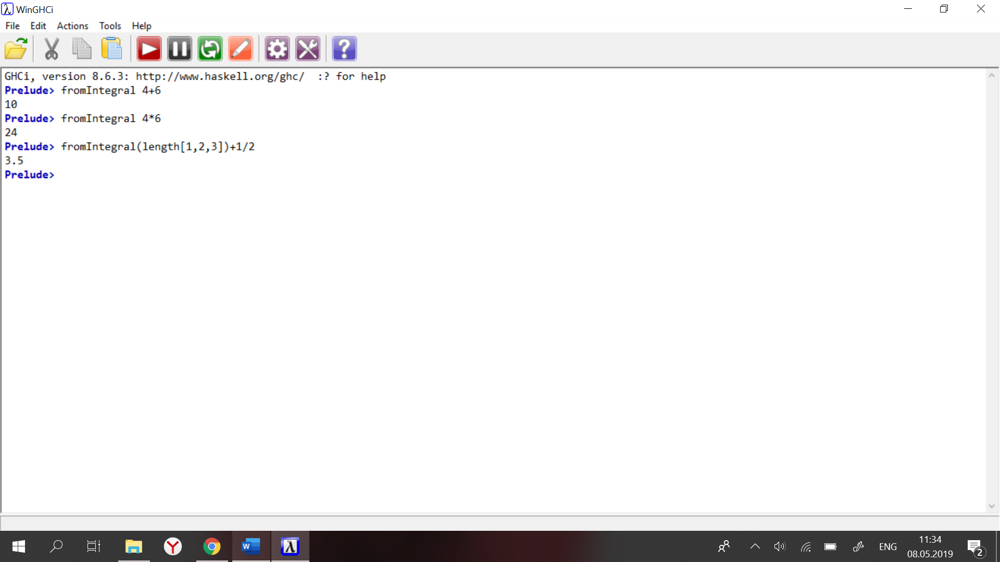 WinGHCi
File Edit Actions Tools Help
GHCi, version 8.6.3: http://www.haskell.org/ghc/  :? for help
Prelude> fromIntegral 4+6
10
Prelude> fromIntegral 4*6
24
Prelude> fromIntegral(length[1,2,3])+1/2
3.5
Prelude>
ENG
11:34
08.05.2019
2